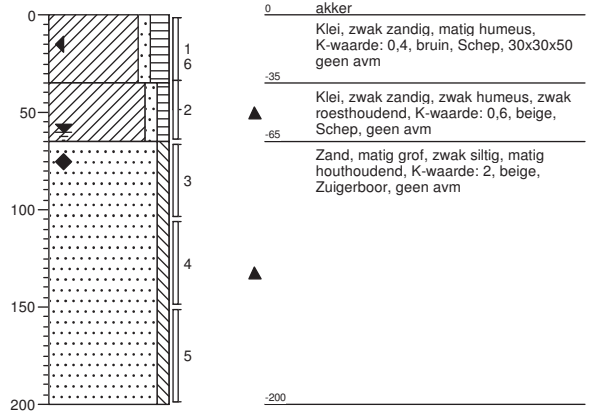 0
50
100
150
200
1
6
2
3
4
5
0
akker
Klei, zwak zandig, matig humeus,
K-waarde: 0,4, bruin, Schep, 30x30x50
geen avm
-35
Klei, zwak zandig, zwak humeus, zwak
roesthoudend, K-waarde: 0,6, beige,
Schep, geen avm
-65
Zand, matig grof, zwak siltig, matig
houthoudend, K-waarde: 2, beige,
Zuigerboor, geen avm
-200